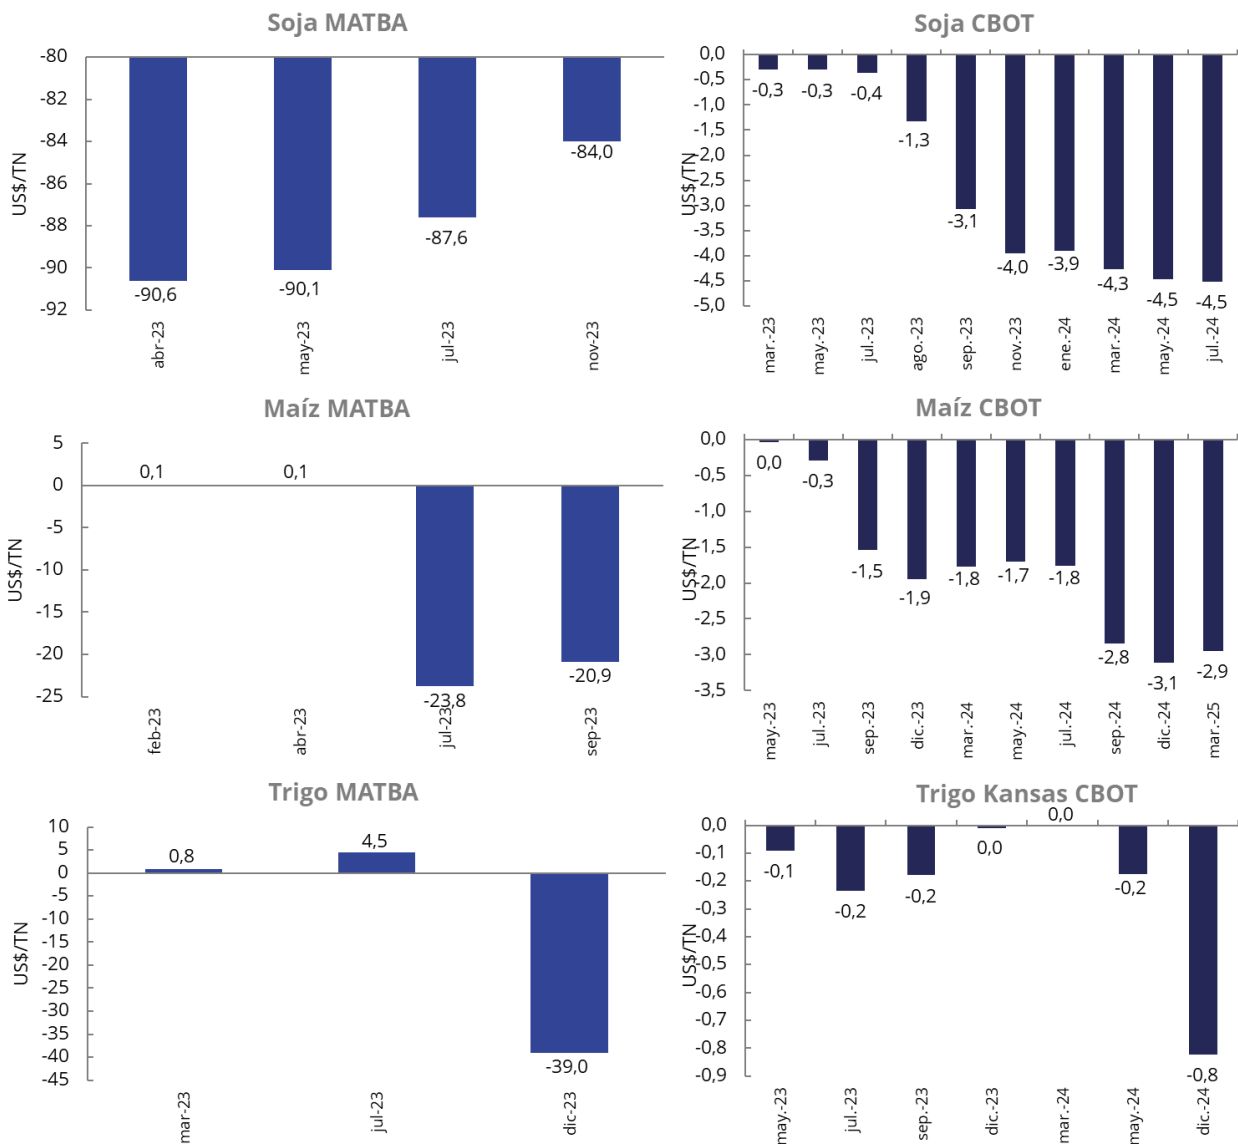 Soja MATBA
US$/TN
-80
-82
-84
-86
-88
-90
-92
-90,6
-90,1
-87,6
-84,0
abr-23
may-23
jul-23
nov-23
Soja CBOT
US$/TN
0,0
-0,5
-1,0
-1,5
-2,0
-2,5
-3,0
-3,5
-4,0
-4,5
-5,0
-0,3
-0,3
-0,4
-1,3
-3,1
-4,0
-3,9
-4,3
-4,5
-4,5
mar.-23
may.-23
jul.-23
ago.-23
sep.-23
nov.-23
ene.-24
mar.-24
may.-24
jul.-24
Maíz MATBA
US$/TN
5
0
-5
-10
-15
-20
-25
0,1
0,1
-23,8
-20,9
feb-23
abr-23
jul-23
sep-23
Maíz CBOT
US$/TN
0,0
-0,5
-1,0
-1,5
-2,0
-2,5
-3,0
-3,5
0,0
-0,3
-1,5
-1,9
-1,8
-1,7
-1,8
-2,8
-3,1
-2,9
may.-23
jul.-23
sep.-23
dic.-23
mar.-24
may.-24
jul.-24
sep.-24
dic.-24
mar.-25
Trigo MATBA
US$/TN
10
5
0
-5
-10
-15
-20
-25
-30
-35
-40
-45
0,8
4,5
-39,0
mar-23
jul-23
dic-23
Trigo Kansas CBOT
US$/TN
0,0
-0,1
-0,2
-0,3
-0,4
-0,5
-0,6
-0,7
-0,8
-0,9
-0,1
-0,2
-0,2
0,0
0,0
-0,2
-0,8
may.-23
jul.-23
sep.-23
dic.-23
mar.-24
may.-24
dic.-24